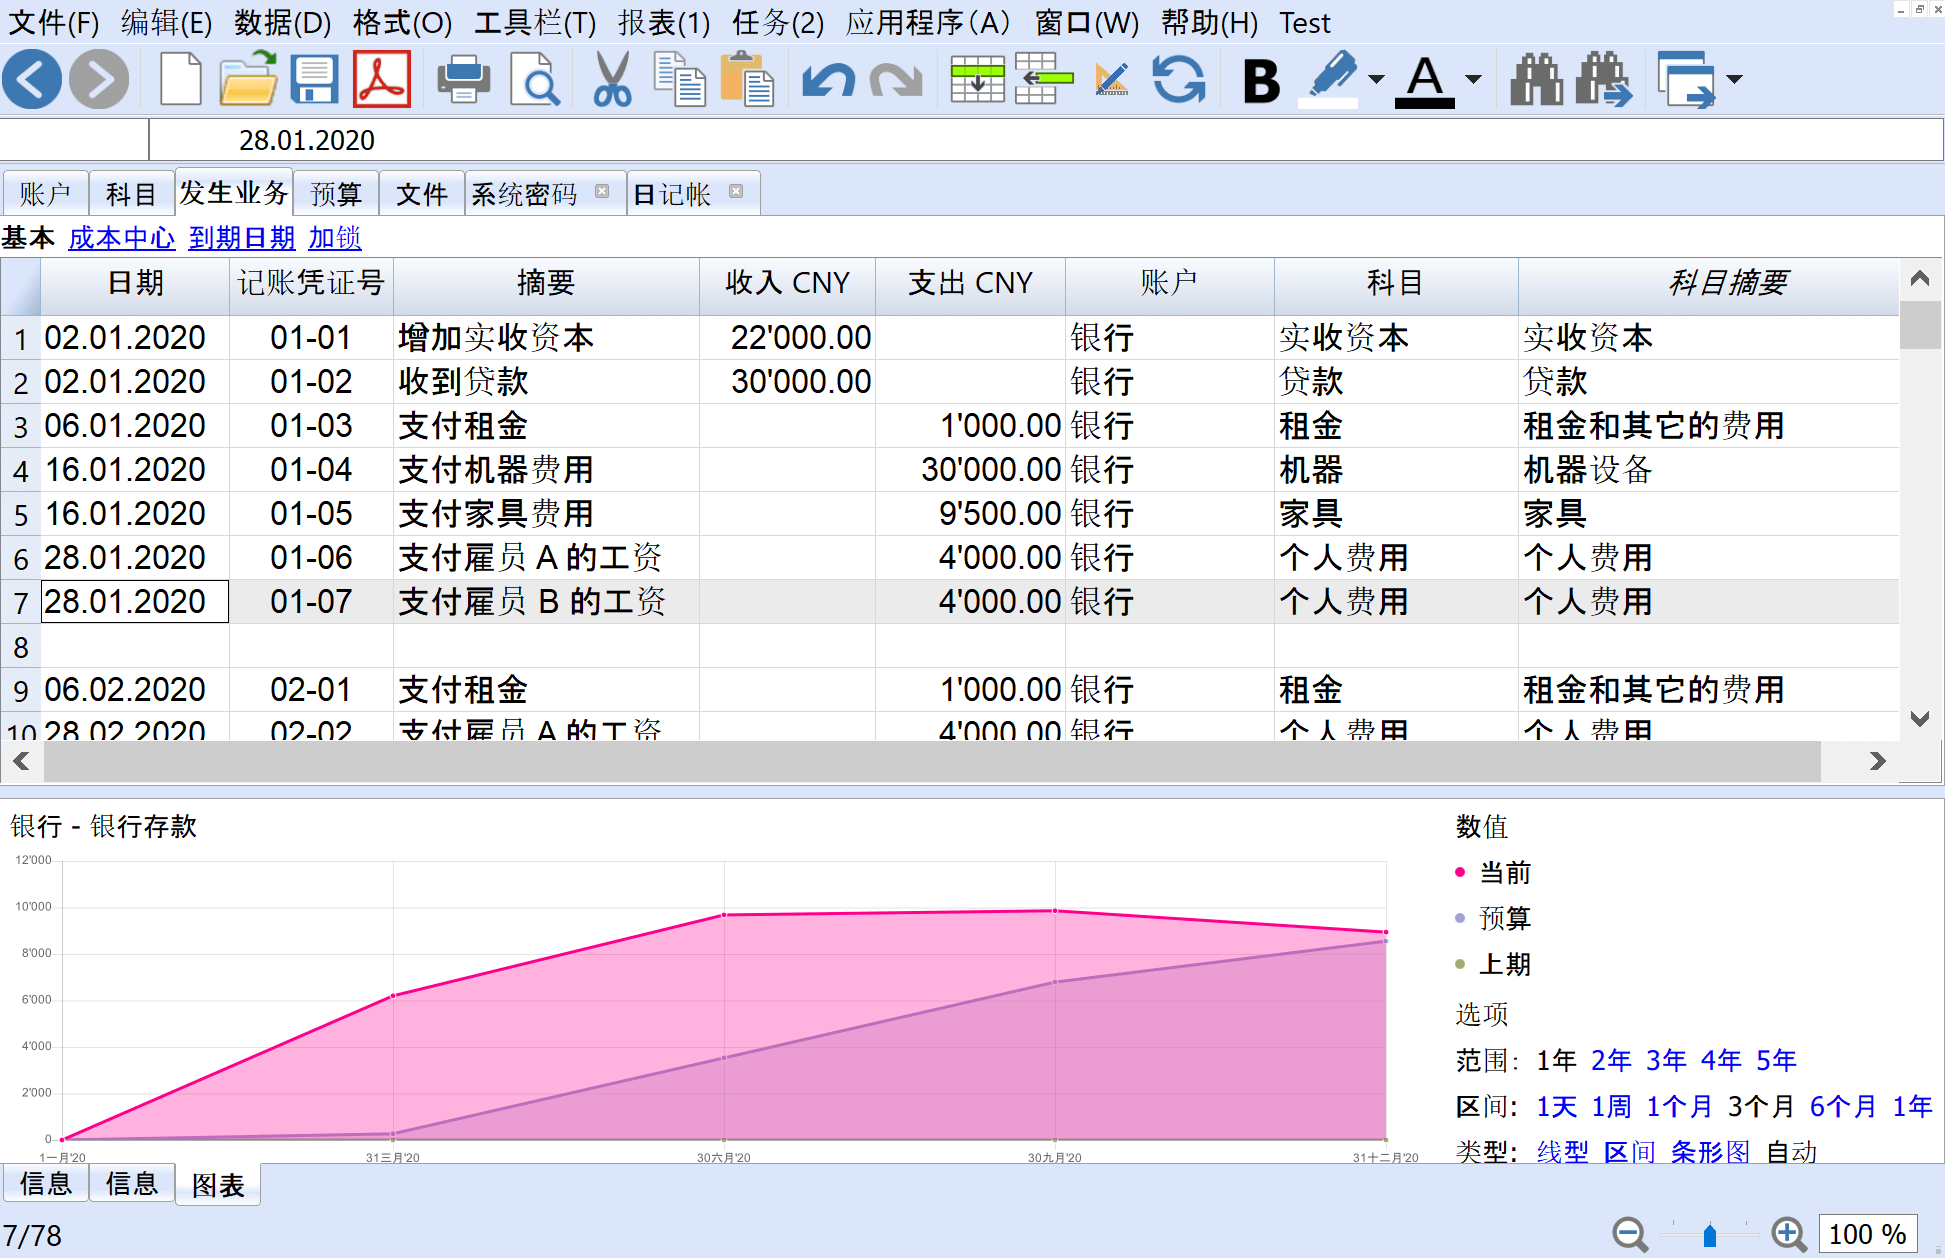 文件(F) 编辑(E) 数据(D) 格式(O) 工具栏(T) 报表(1) 任务(2) 应用程序(A) 窗口(W) 帮助(H) Test
B A
28.01.2020
账户 科目 发生业务 预算 文件 系统密码 日记帐
基本 成本中心 到期日期 加锁
日期 记账凭证号 摘要 收入 CNY 支出 CNY 账户 科目 科目摘要
1 02.01.2020 01-01 增加实收资本 22'000.00 银行 实收资本 实收资本
2 02.01.2020 01-02 收到贷款 30'000.00 银行 贷款 贷款
3 06.01.2020 01-03 支付租金 1'000.00 银行 租金 租金和其它的费用
4 16.01.2020 01-04 支付机器费用 30'000.00 银行 机器 机器设备
5 16.01.2020 01-05 支付家具费用 9'500.00 银行 家具 家具
6 28.01.2020 01-06 支付雇员 A 的工资 4'000.00 银行 个人费用 个人费用
7 28.01.2020 01-07 支付雇员 B 的工资 4'000.00 银行 个人费用 个人费用
8
9 06.02.2020 02-01 支付租金 1'000.00 银行 租金 租金和其它的费用
10 28.02.2020 02-02 支付雇员 A 的工资 4'000.00 银行 个人费用 个人费用
银行 - 银行存款
12'000
10'000
8'000
6'000
4'000
2'000
0
1一月'20 31三月'20 30六月'20 30九月'20 31十二月'20
数值
当前
预算
上期
选项
范围: 1年 2年 3年 4年 5年
区间: 1天 1周 1个月 3个月 6个月 1年
类型: 线型 区间 条形图 自动
信息 信息 图表
7/78
100 %